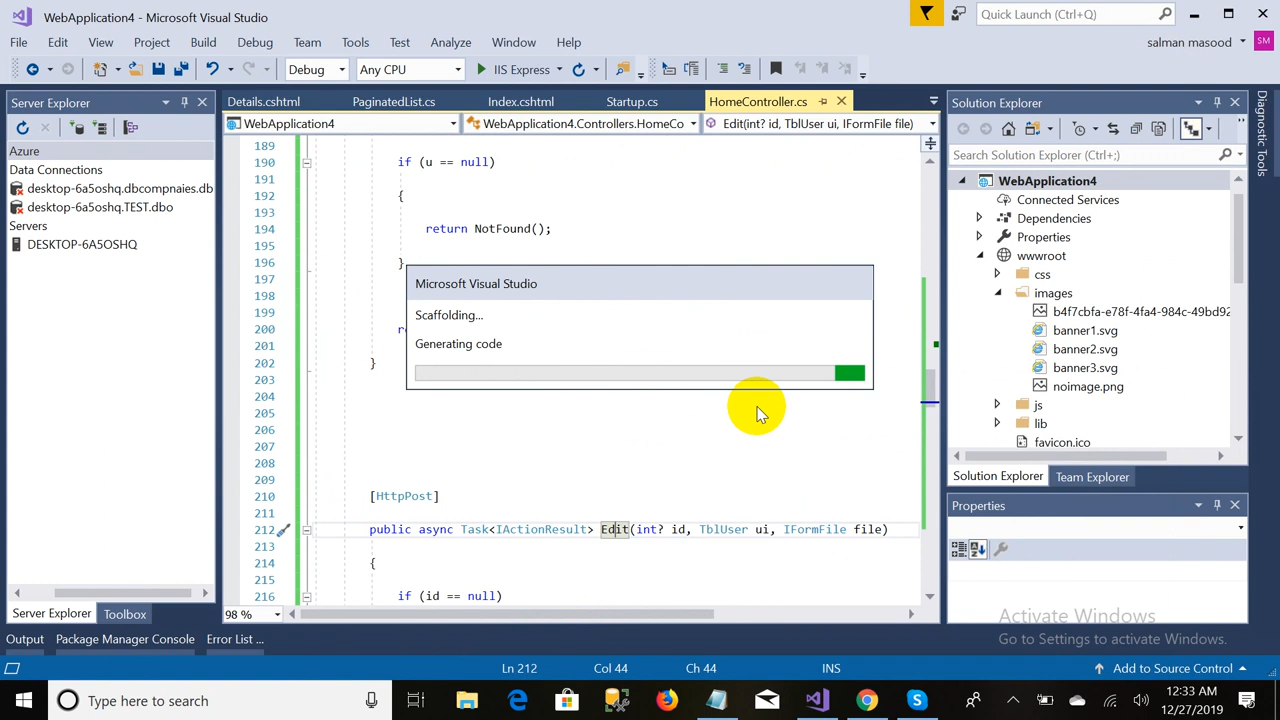 WebApplication4 - Microsoft Visual Studio
Quick Launch (Ctrl+Q)
File Edit View Project Build Debug Team Tools Test Analyze Window Help
salman masood
SM
Debug Any CPU IIS Express
Server Explorer
Details.cshtml PaginatedList.cs Index.cshtml Startup.cs HomeController.cs
Solution Explorer
WebApplication4 WebApplication4.Controllers.HomeCo Edit(int? id, TblUser ui, IFormFile file)
Azure
Data Connections
desktop-6a5oshq.dbcompnaies.db
desktop-6a5oshq.TEST.dbo
Servers
DESKTOP-6A5OSHQ
189
190 if (u == null)
191
192 {
193
194 return NotFound();
195
196 }
197
198
199
200 re
201
202 }
203
204
205
206
207
208
209
210 [HttpPost]
211
212 public async Task<IActionResult> Edit(int? id, TblUser ui, IFormFile file)
213
214 {
215
216 if (id == null)
Microsoft Visual Studio
Scaffolding...
Generating code
Search Solution Explorer (Ctrl+;)
WebApplication4
Connected Services
Dependencies
Properties
wwwroot
css
images
b4f7cbfa-e78f-4fa4-984c-49bd92
banner1.svg
banner2.svg
banner3.svg
noimage.png
js
lib
favicon.ico
Solution Explorer Team Explorer
Properties
Diagnostic Tools
Server Explorer Toolbox
98 %
Activate Windows
Go to Settings to activate Windows.
Output Package Manager Console Error List ...
Ln 212 Col 44 Ch 44 INS Add to Source Control
Type here to search
12:33 AM
12/27/2019